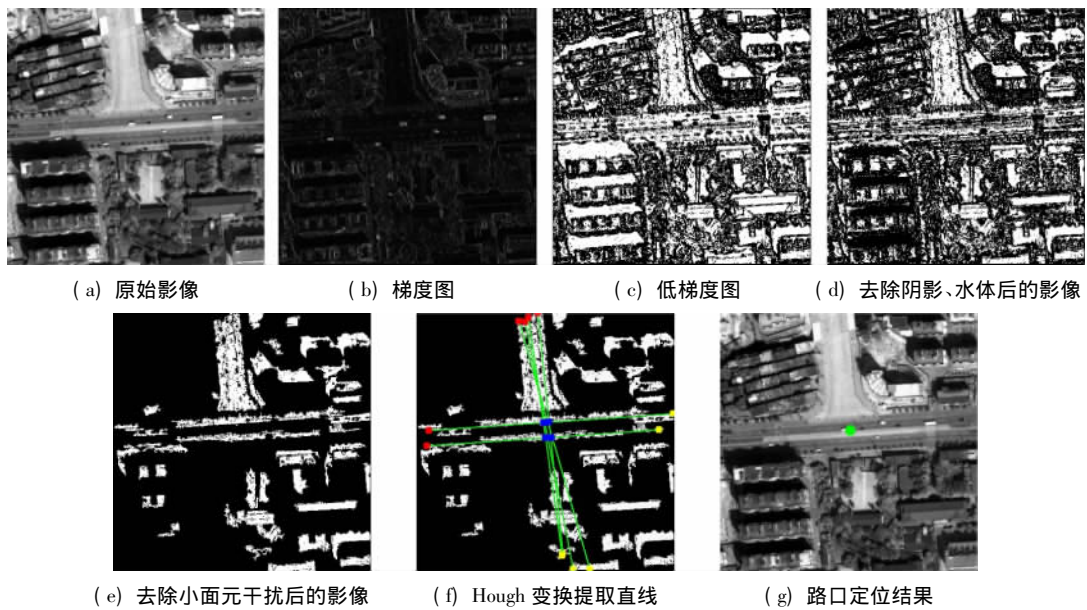 ( a) 原始影像
( b) 梯度图
( c) 低梯度图
( d) 去除阴影、水体后的影像
( e) 去除小面元干扰后的影像
( f) Hough 变换提取直线
( g) 路口定位结果